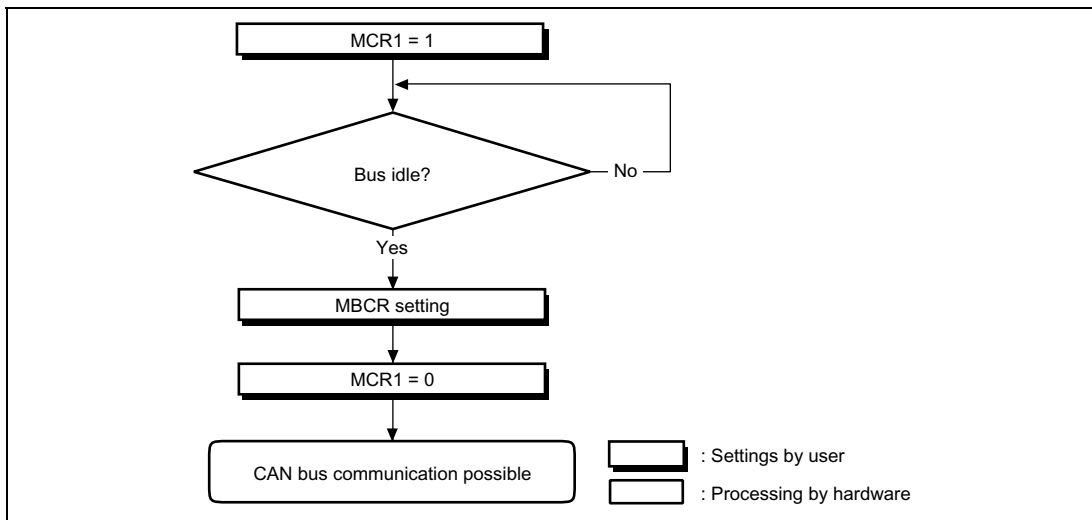 MCR1 = 1
Bus idle?
No
Yes
MBCR setting
MCR1 = 0
CAN bus communication possible
: Settings by user
: Processing by hardware